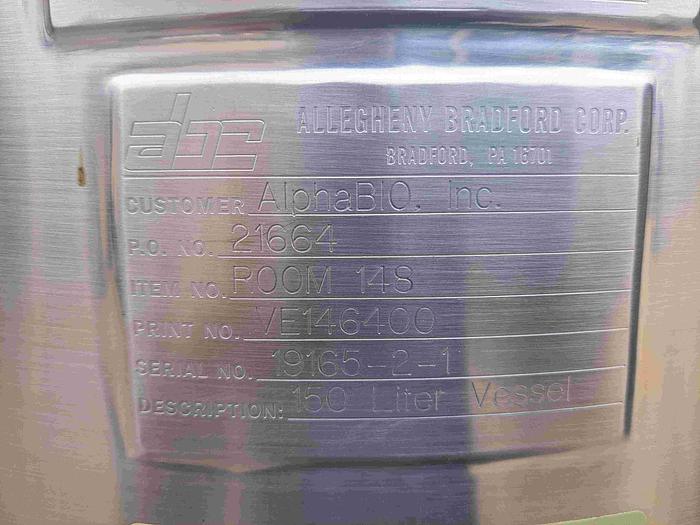 abc
ALLEGHENY BRADFORD CORP.
BRADFORD, PA 16701
CUSTOMER AlphaBIO. Inc.
P.O. NO. 21664
ITEM NO. ROOM 148
PRINT NO. VE146400
SERIAL NO. 19165-2-1
DESCRIPTION: 150 Liter Vessel